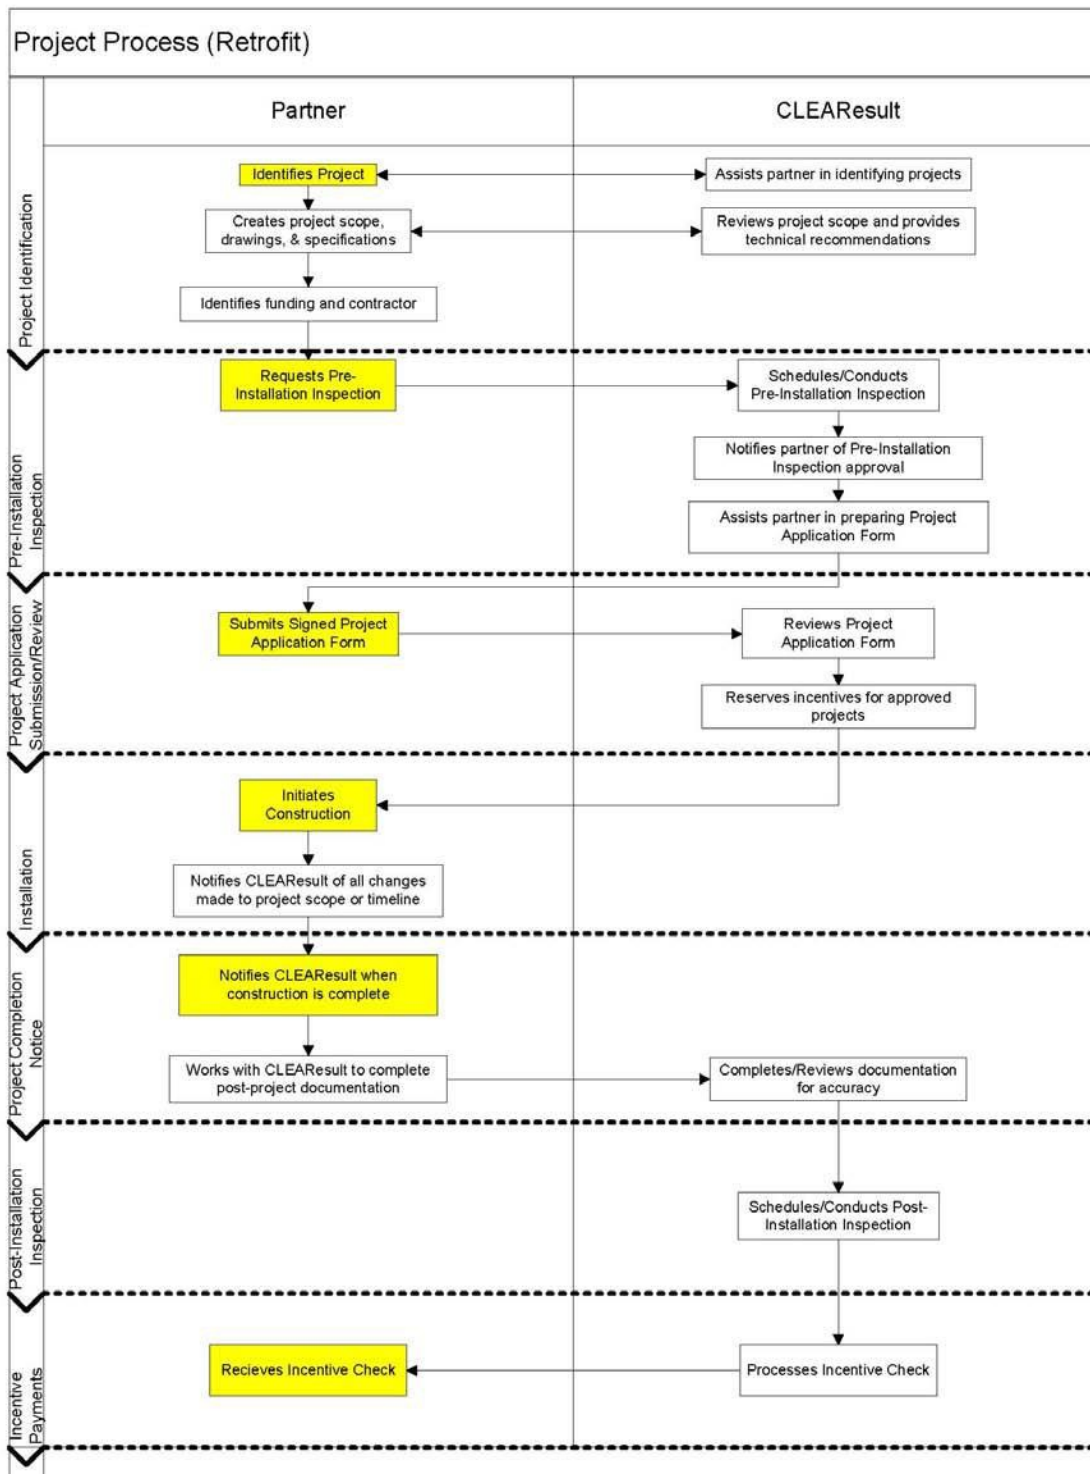 Project Process (Retrofit)
Partner
CLEAResult
Project Identification
Identifies Project
Assists partner in identifying projects
Creates project scope,
drawings, & specifications
Reviews project scope and provides
technical recommendations
Identifies funding and contractor
Pre-Installation
Inspection
Requests Pre-
Installation Inspection
Schedules/Conducts
Pre-Installation Inspection
Notifies partner of Pre-Installation
Inspection approval
Assists partner in preparing Project
Application Form
Project Application
Submission/Review
Submits Signed Project
Application Form
Reviews Project
Application Form
Reserves incentives for approved
projects
Installation
Initiates
Construction
Notifies CLEAResult of all changes
made to project scope or timeline
Project Completion
Notice
Notifies CLEAResult when
construction is complete
Works with CLEAResult to complete
post-project documentation
Completes/Reviews documentation
for accuracy
Post-Installation
Inspection
Schedules/Conducts Post-
Installation Inspection
Incentive
Payments
Recieves Incentive Check
Processes Incentive Check